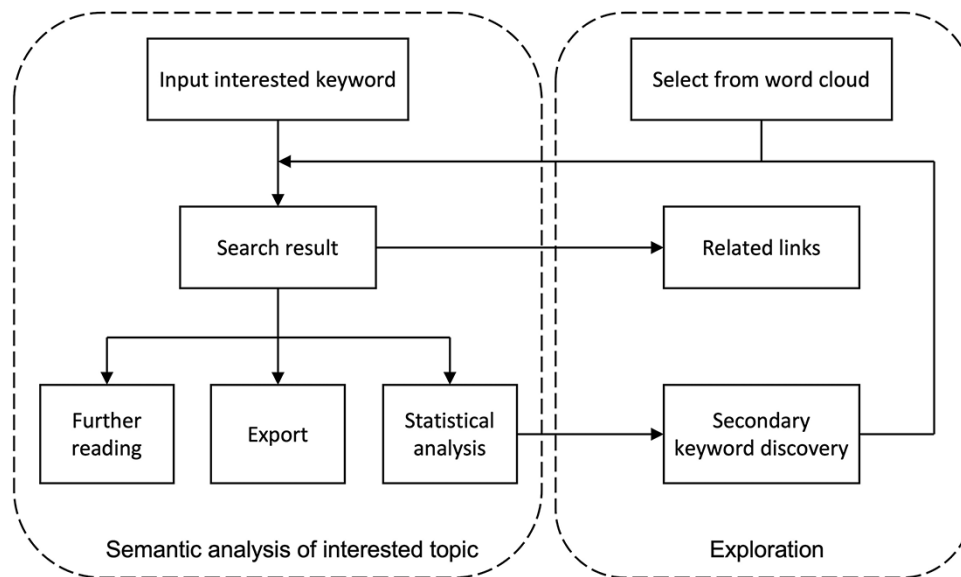 Input interested keyword
Select from word cloud
Search result
Related links
Further
reading
Export
Statistical
analysis
Secondary
keyword discovery
Semantic analysis of interested topic
Exploration